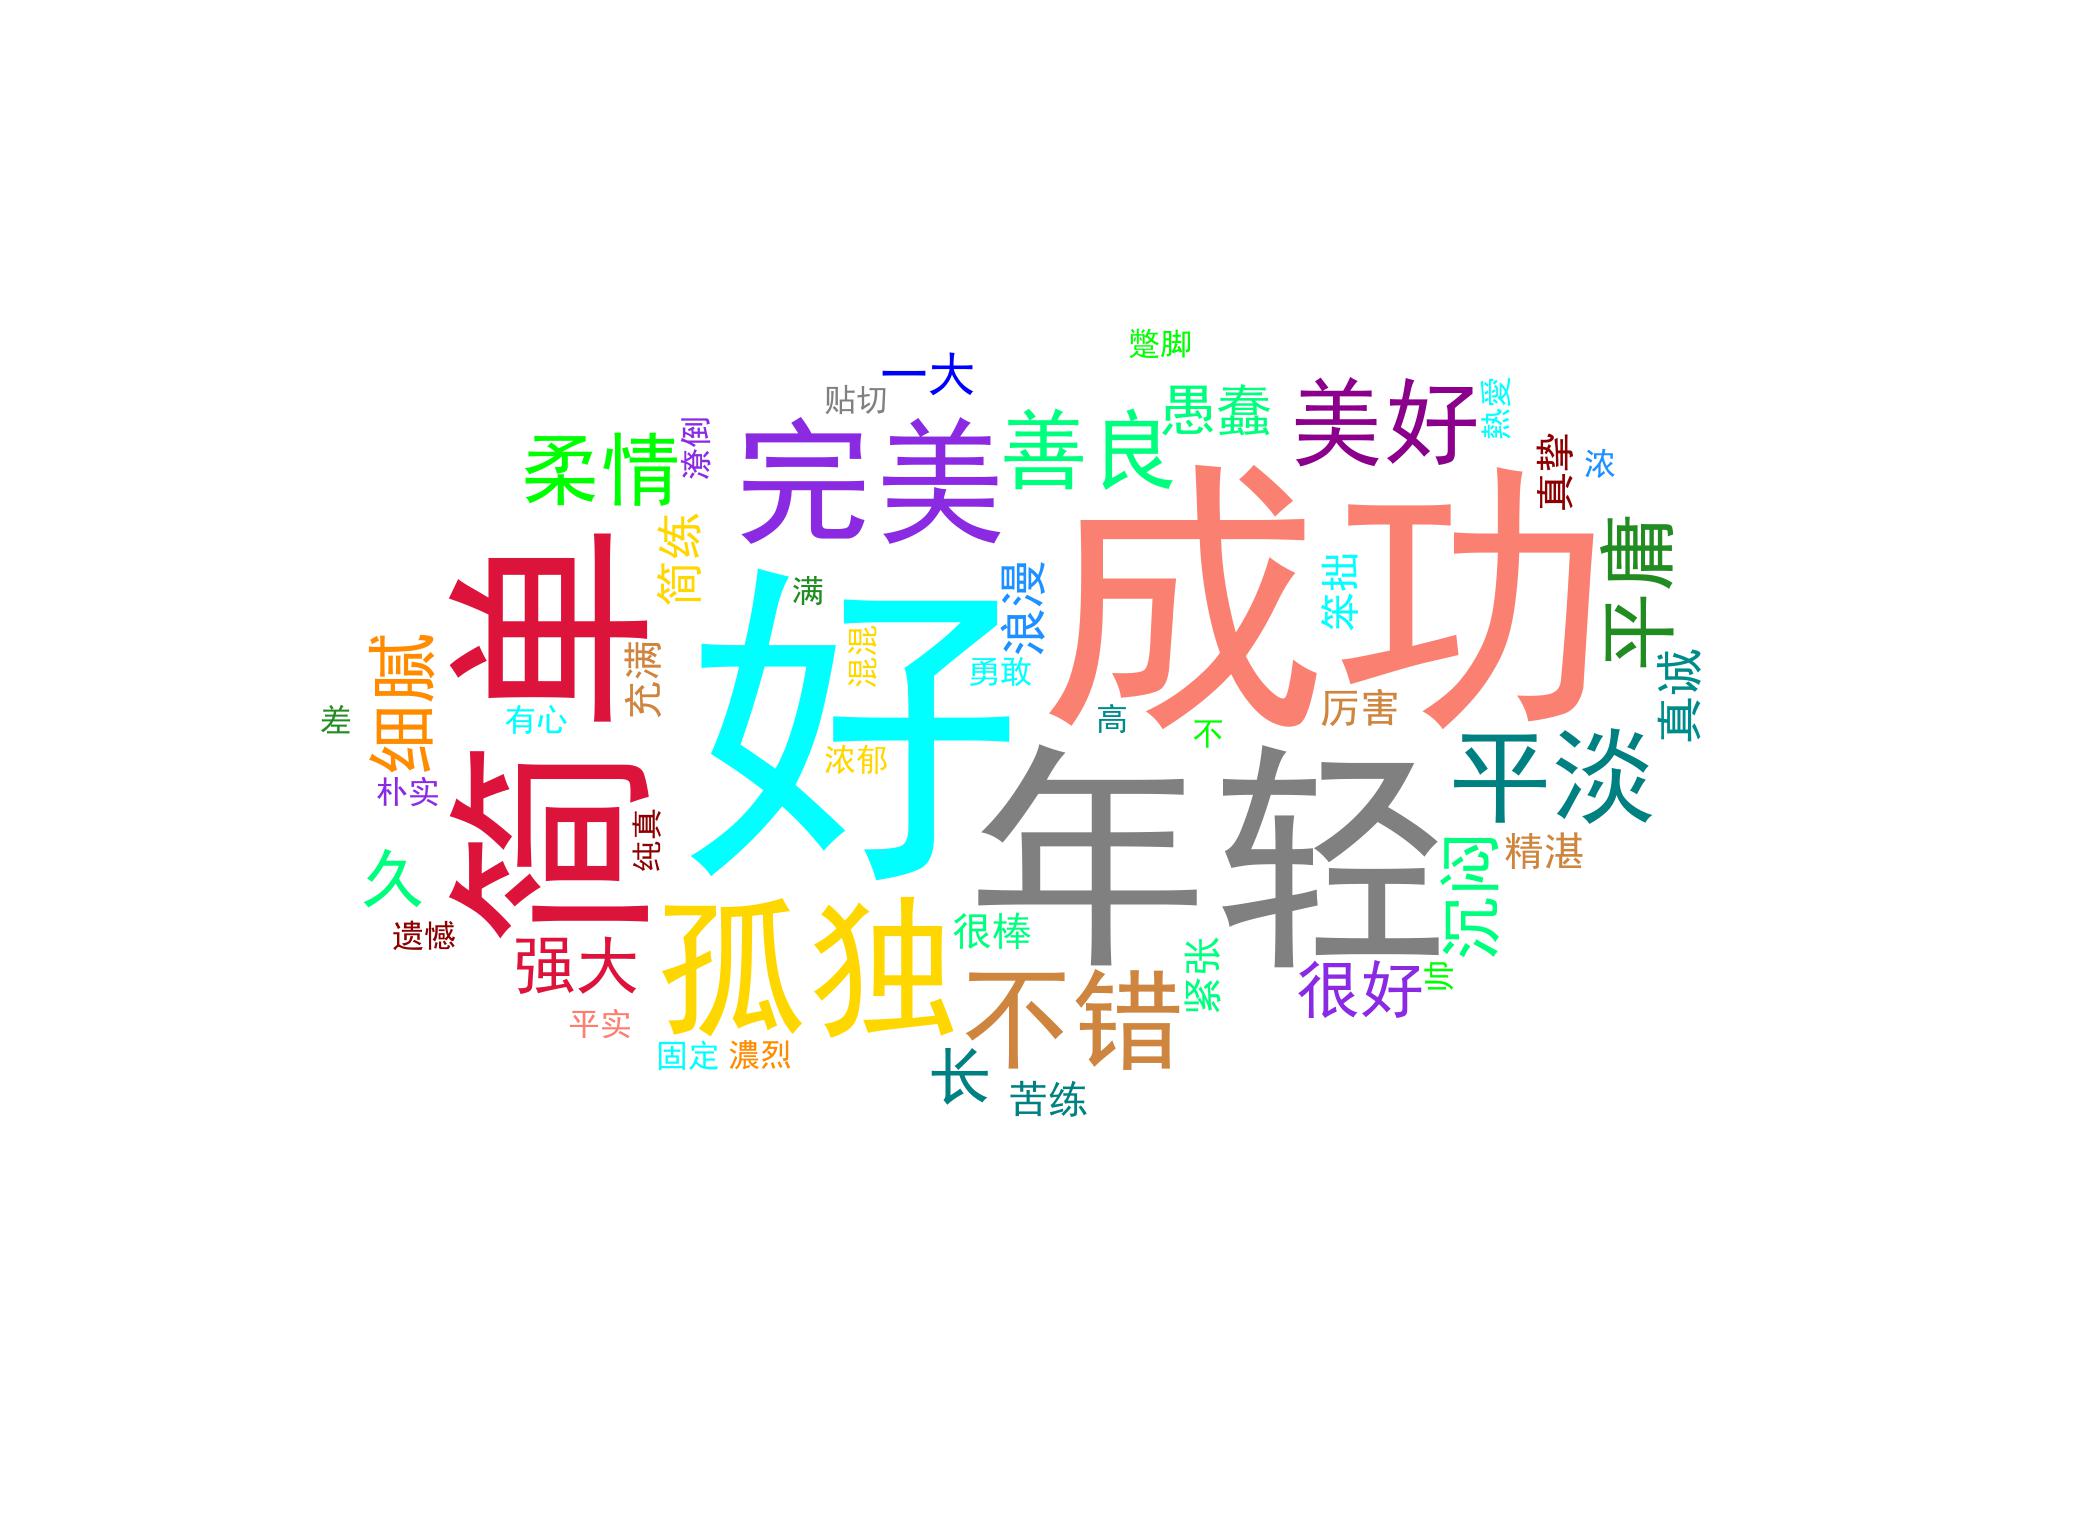 蹩脚
一大
贴切
愚蠢
美好
熱愛
善良
完美
柔情
潦倒
真挚
浓
成功
简练
平庸
简单
好
满
浪漫
笨拙
混混
勇敢
细腻
充满
真诚
差
有心
高
不
厉害
浓郁
平淡
朴实
年轻
纯真
久
精湛
沉闷
遗憾
强大
孤独
很棒
不错
紧张
很好
帅
平实
固定
濃烈
长
苦练